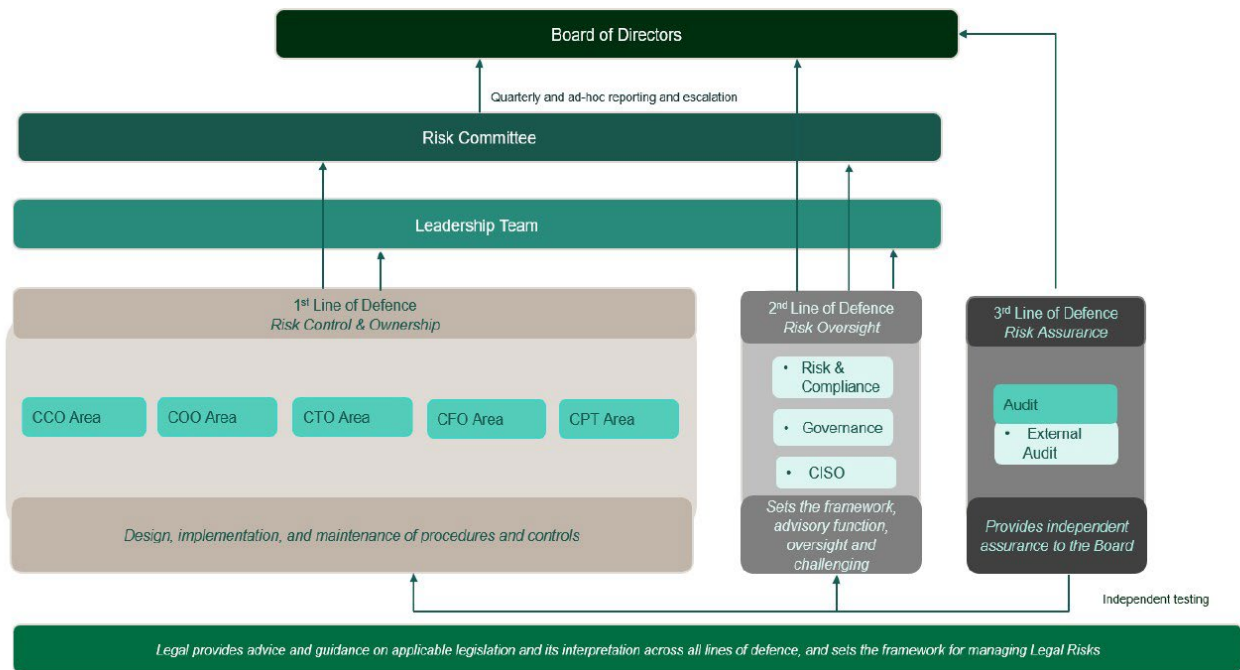 Board of Directors
Quarterly and ad-hoc reporting and escalation
Risk Committee
Leadership Team
1st Line of Defence
Risk Control & Ownership
CCO Area
COO Area
CTO Area
CFO Area
CPT Area
Design, implementation, and maintenance of procedures and controls
2nd Line of Defence
Risk Oversight
• Risk &
Compliance
• Governance
• CISO
Sets the framework,
advisory function,
oversight and
challenging
3rd Line of Defence
Risk Assurance
Audit
• External
Audit
Provides independent
assurance to the Board
Independent testing
Legal provides advice and guidance on applicable legislation and its interpretation across all lines of defence, and sets the framework for managing Legal Risks